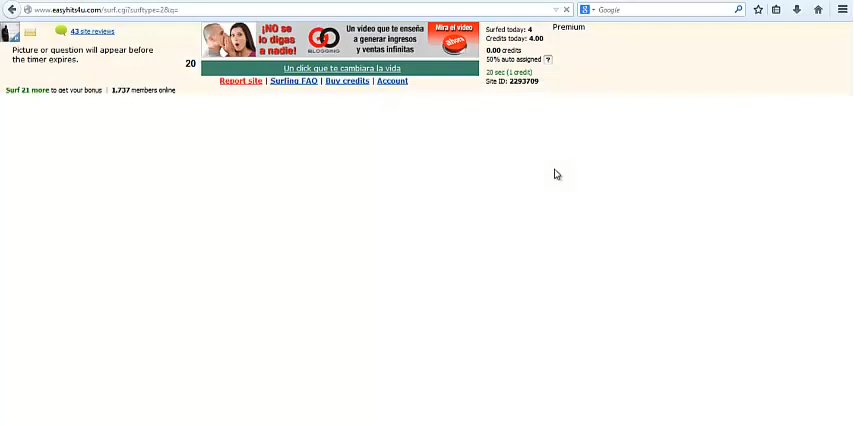 www.easyhits4u.com/surf.cgi?surftype=2&q=
Google
43 site reviews
Picture or question will appear before
the timer expires.
20
Surf 21 more to get your bonus | 1,737 members online
¡NO se
lo digas
a nadie!
GO
BLOGGING
Un video que te enseña
a generar ingresos
y ventas infinitas
Mira el video
ahora
Un click que te cambiara la vida
Report site | Surfing FAQ | Buy credits | Account
Surfed today: 4
Credits today: 4.00
0.00 credits
50% auto assigned ?
20 sec (1 credit)
Site ID: 2293709
Premium